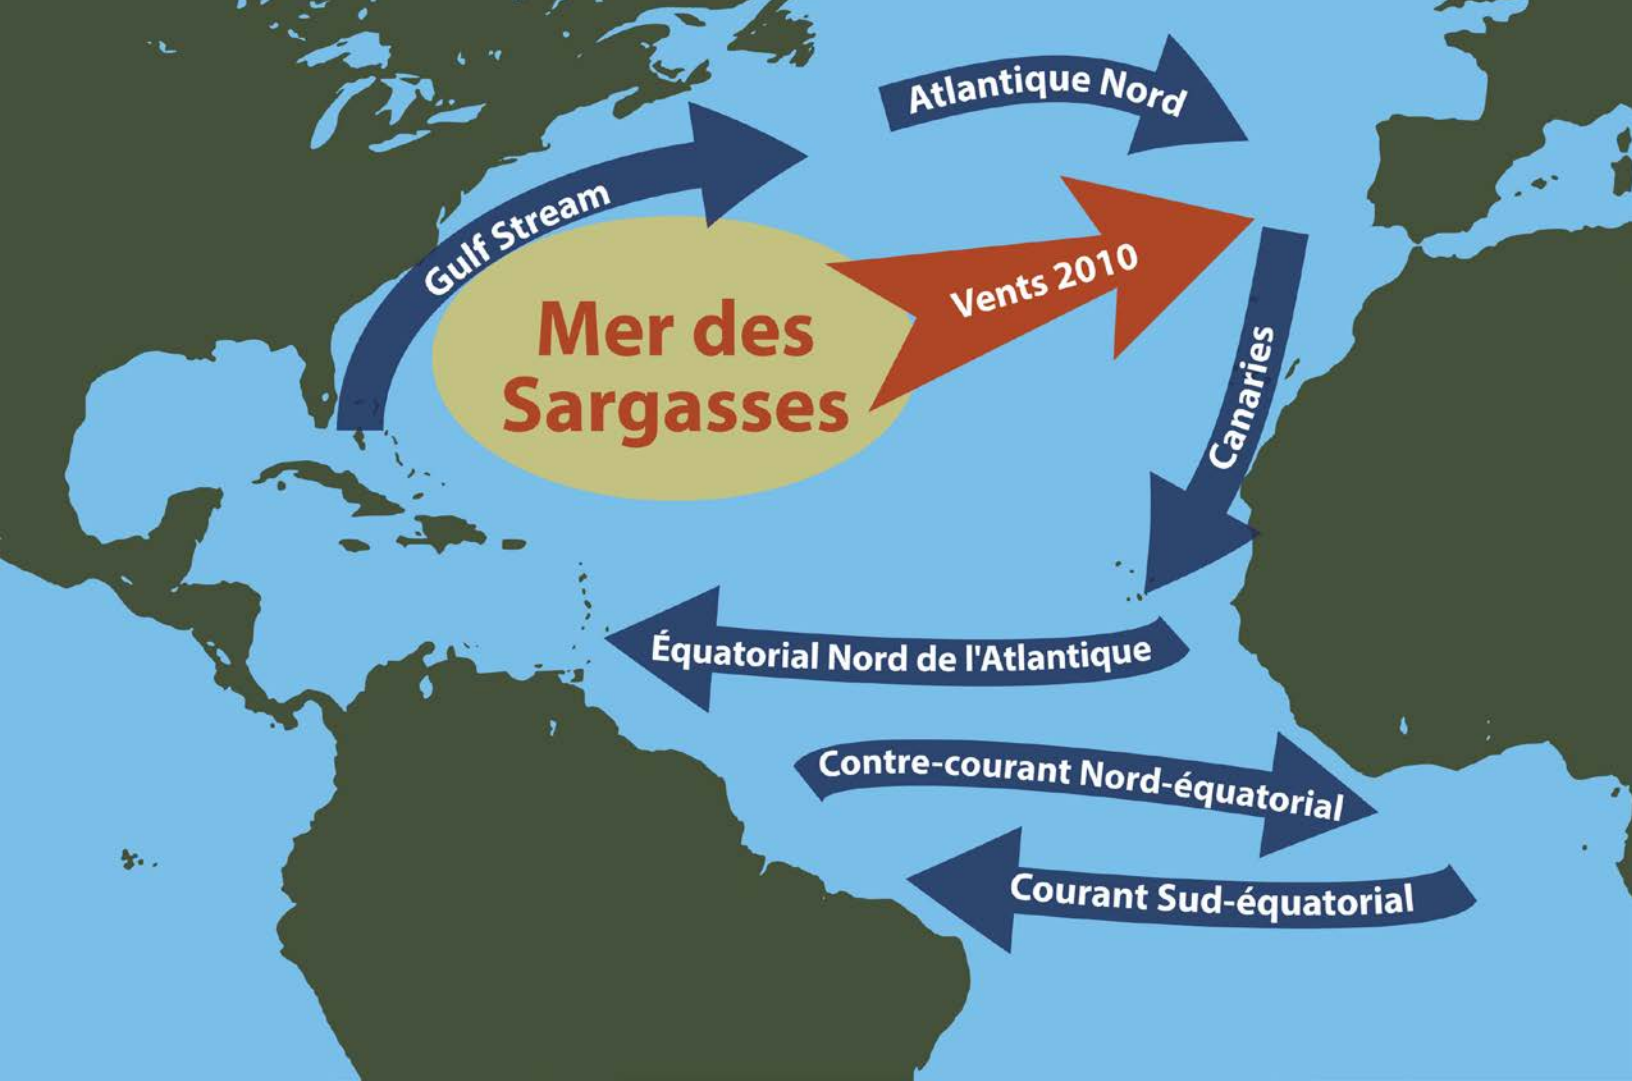 Atlantique Nord
Gulf Stream
Vents 2010
Mer des
Sargasses
Canaries
Équatorial Nord de l'Atlantique
Contre-courant Nord-équatorial
Courant Sud-équatorial